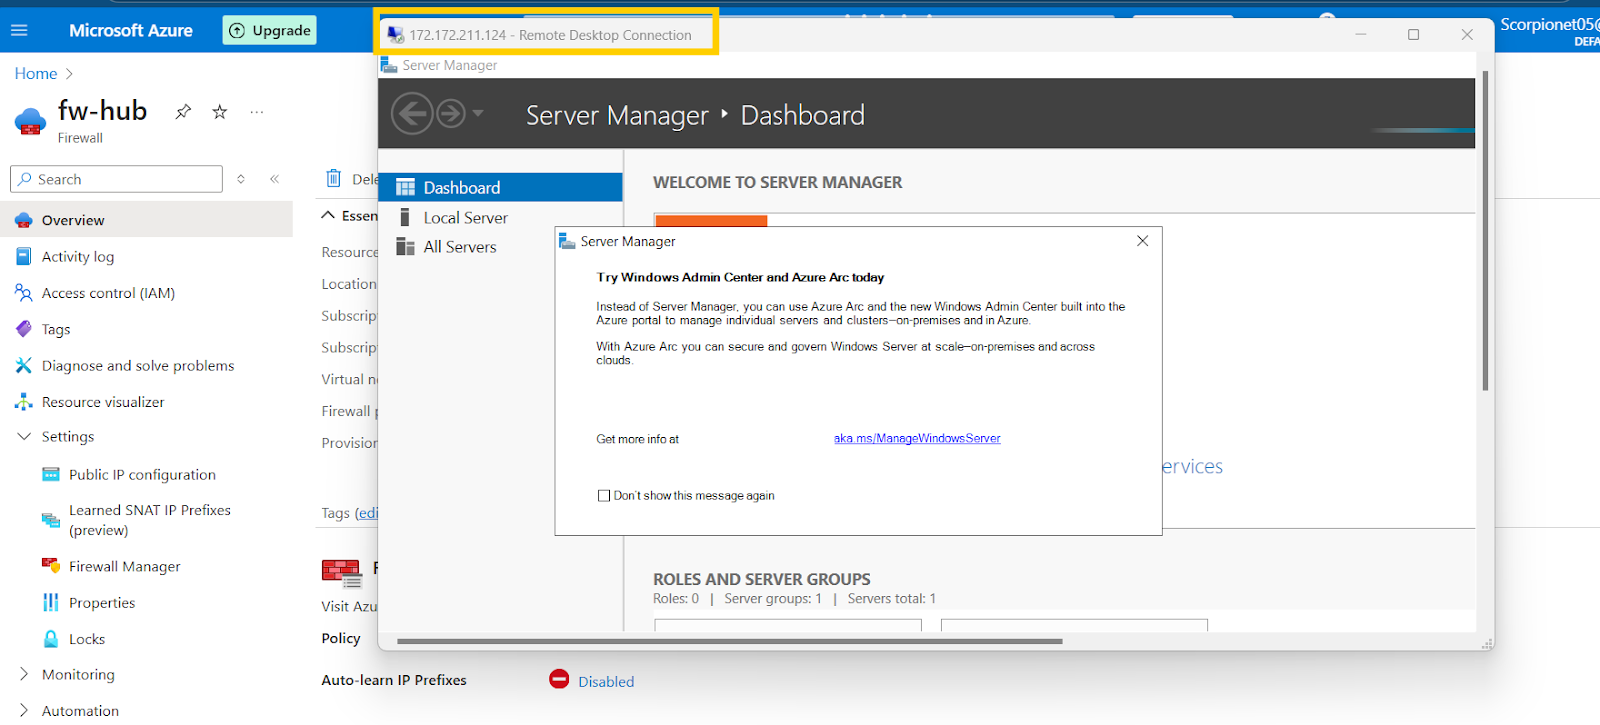 Microsoft Azure
Upgrade
172.172.211.124 - Remote Desktop Connection
Scorpionet05@
DEFA
Home
Server Manager
fw-hub
Firewall
Server Manager
Dashboard
Search
Dele
Dashboard
WELCOME TO SERVER MANAGER
Overview
Essen
Local Server
All Servers
Server Manager
Activity log
Resource
Try Windows Admin Center and Azure Arc today
Access control (IAM)
Location
Instead of Server Manager, you can use Azure Arc and the new Windows Admin Center built into the
Azure portal to manage individual servers and clusters—on-premises and in Azure.
Tags
Subscrip
With Azure Arc you can secure and govern Windows Server at scale—on-premises and across
clouds.
Subscrip
Diagnose and solve problems
Virtual n
Resource visualizer
Firewall p
Settings
Provision
Get more info at
aka.ms/ManageWindowsServer
Public IP configuration
ervices
Don't show this message again
Learned SNAT IP Prefixes
(preview)
Tags (edi
Firewall Manager
F
ROLES AND SERVER GROUPS
Roles: 0 | Server groups: 1 | Servers total: 1
Properties
Visit Azu
Locks
Policy
Monitoring
Auto-learn IP Prefixes
Disabled
Automation